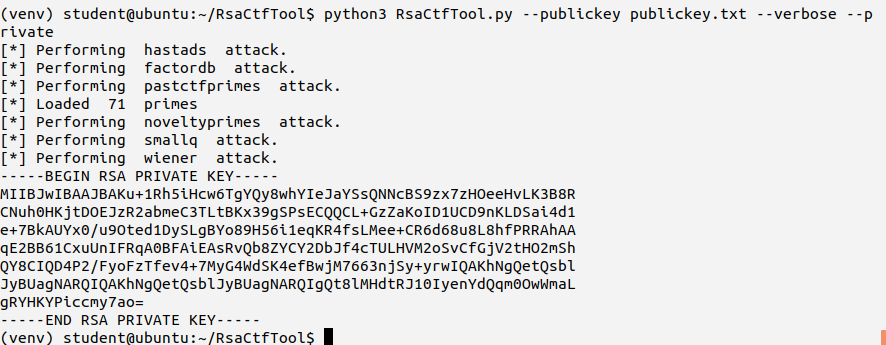 (venv) student@ubuntu:~/RsaCtfTool$ python3 RsaCtfTool.py --publickey publickey.txt --verbose --p
rivate
[*] Performing  hastads  attack.
[*] Performing  factordb  attack.
[*] Performing  pastctfprimes  attack.
[*] Loaded  71  primes
[*] Performing  noveltyprimes  attack.
[*] Performing  smallq  attack.
[*] Performing  wiener  attack.
-----BEGIN RSA PRIVATE KEY-----
MIIBJwIBAAJBAKu+1Rh5iHcw6TgYQy8whYIeJaYSsQNNcBS9zx7zHOeeHvLK3B8R
CNuh0HKjtDOEJzR2abmeC3TLtBKx39gSPsECQQCL+GzZaKoID1UCD9nKLDSai4d1
e+7BkAUYx0/u9Oted1DySLgBYo89H56i1eqKR4fsLMee+CR6d68u8L8hfPRRAhAA
qE2BB61CxuUnIFRqA0BFAiEAsRvQb8ZYCY2DbJf4cTULHVM2oSvCfGjV2tHO2mSh
QY8CIQD4P2/FyoFzTfev4+7MyG4WdSK4efBwjM7663njSy+yrwIQAKhNgQetQsbl
JyBUagNARQIQAKhNgQetQsblJyBUagNARQIgQt8lMHdtRJ10IyenYdQqm0OwWmaL
gRYHKYPiccmy7ao=
-----END RSA PRIVATE KEY-----
(venv) student@ubuntu:~/RsaCtfTool$